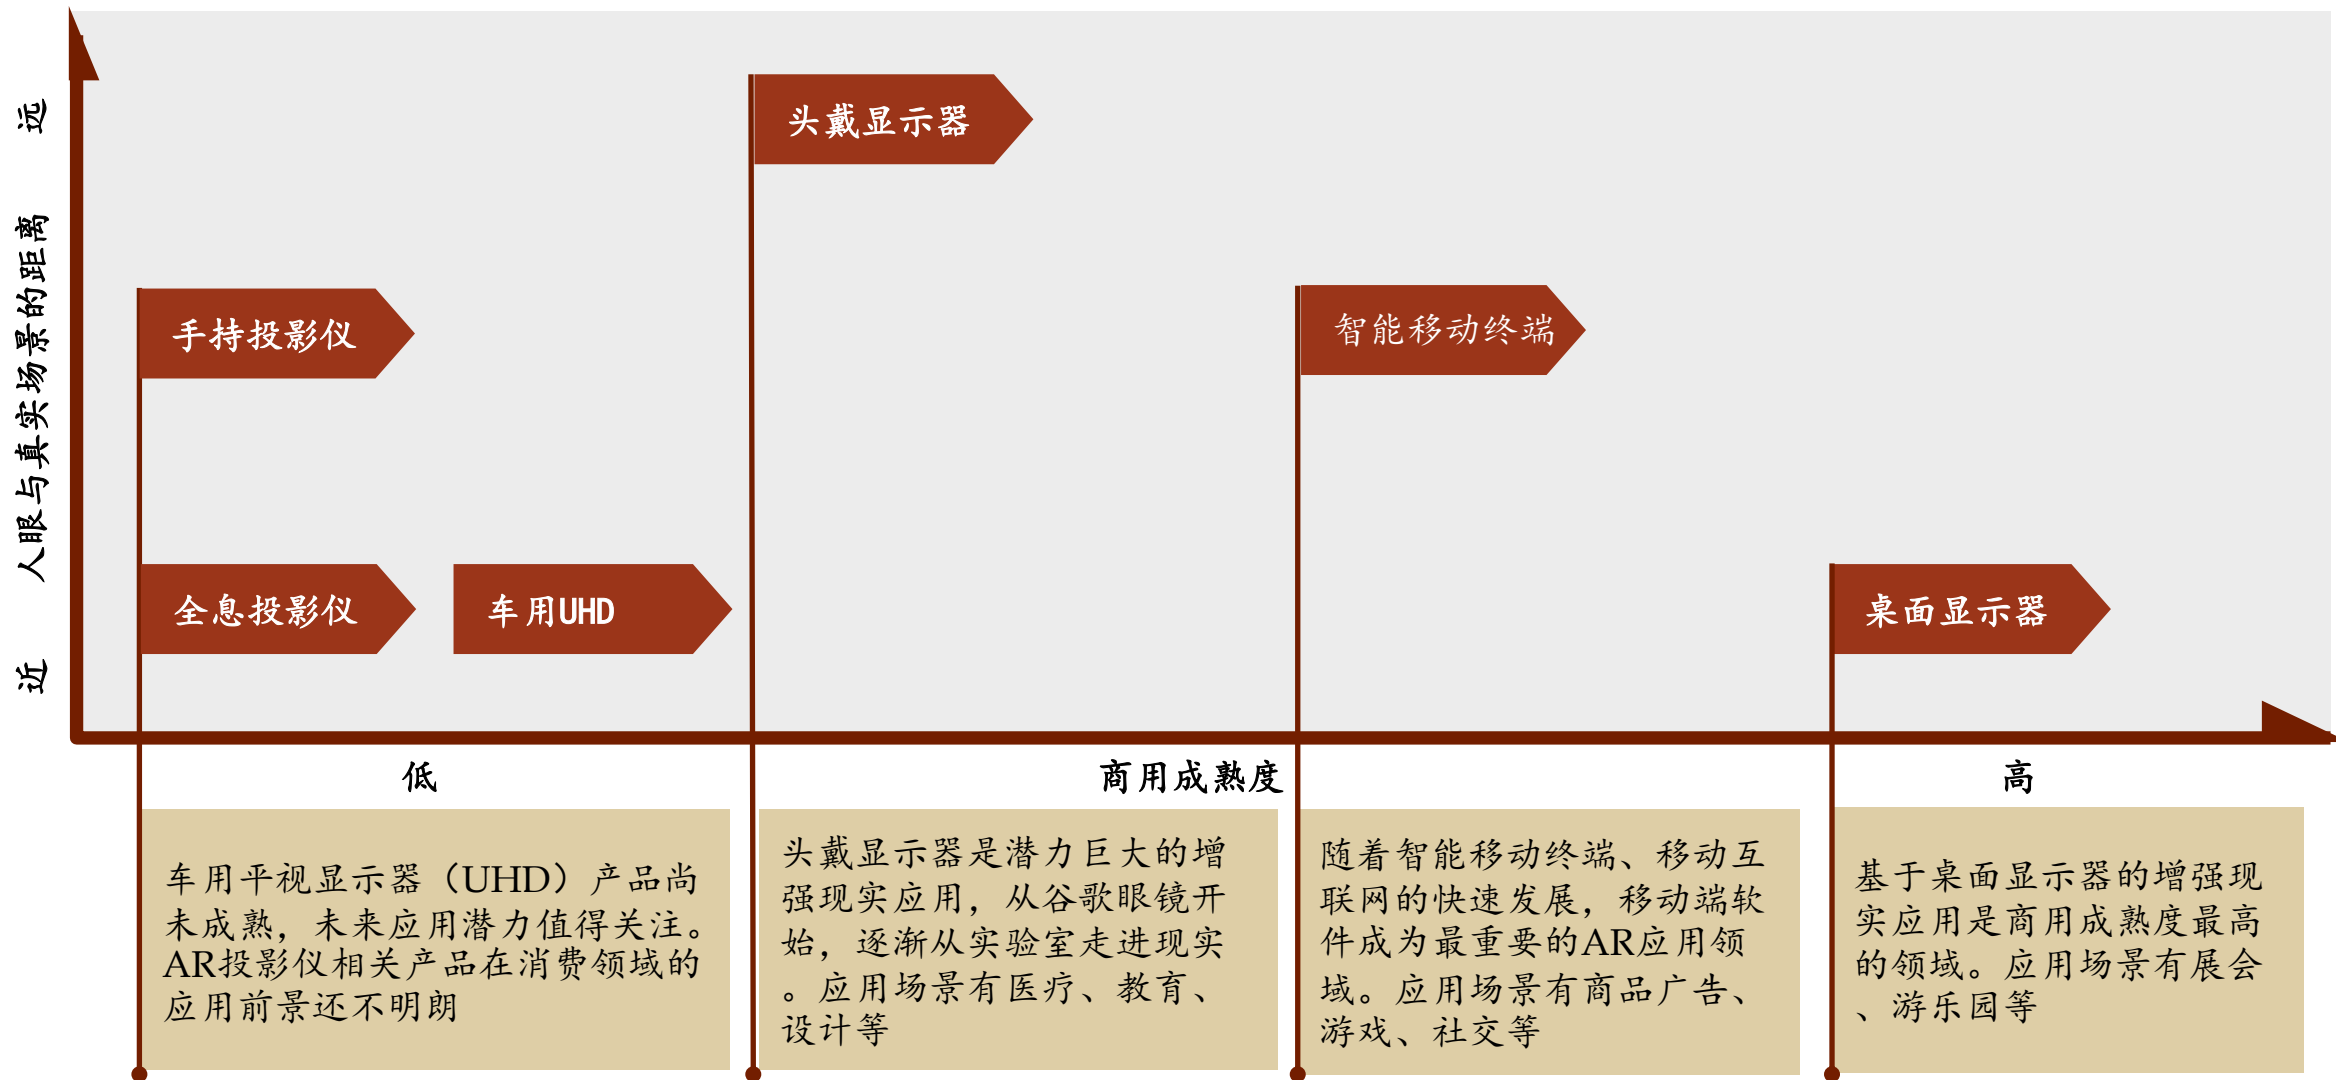 远
人眼与真实场景的距离
近
头戴显示器
手持投影仪
智能移动终端
全息投影仪
车用UHD
桌面显示器
低
商用成熟度
高
车用平视显示器（UHD）产品尚
未成熟，未来应用潜力值得关注。
AR投影仪相关产品在消费领域的
应用前景还不明朗
头戴显示器是潜力巨大的增
强现实应用，从谷歌眼镜开
始，逐渐从实验室走进现实
。应用场景有医疗、教育、
设计等
随着智能移动终端、移动互
联网的快速发展，移动端软
件成为最重要的AR应用领
域。应用场景有商品广告、
游戏、社交等
基于桌面显示器的增强现
实应用是商用成熟度最高
的领域。应用场景有展会
、游乐园等